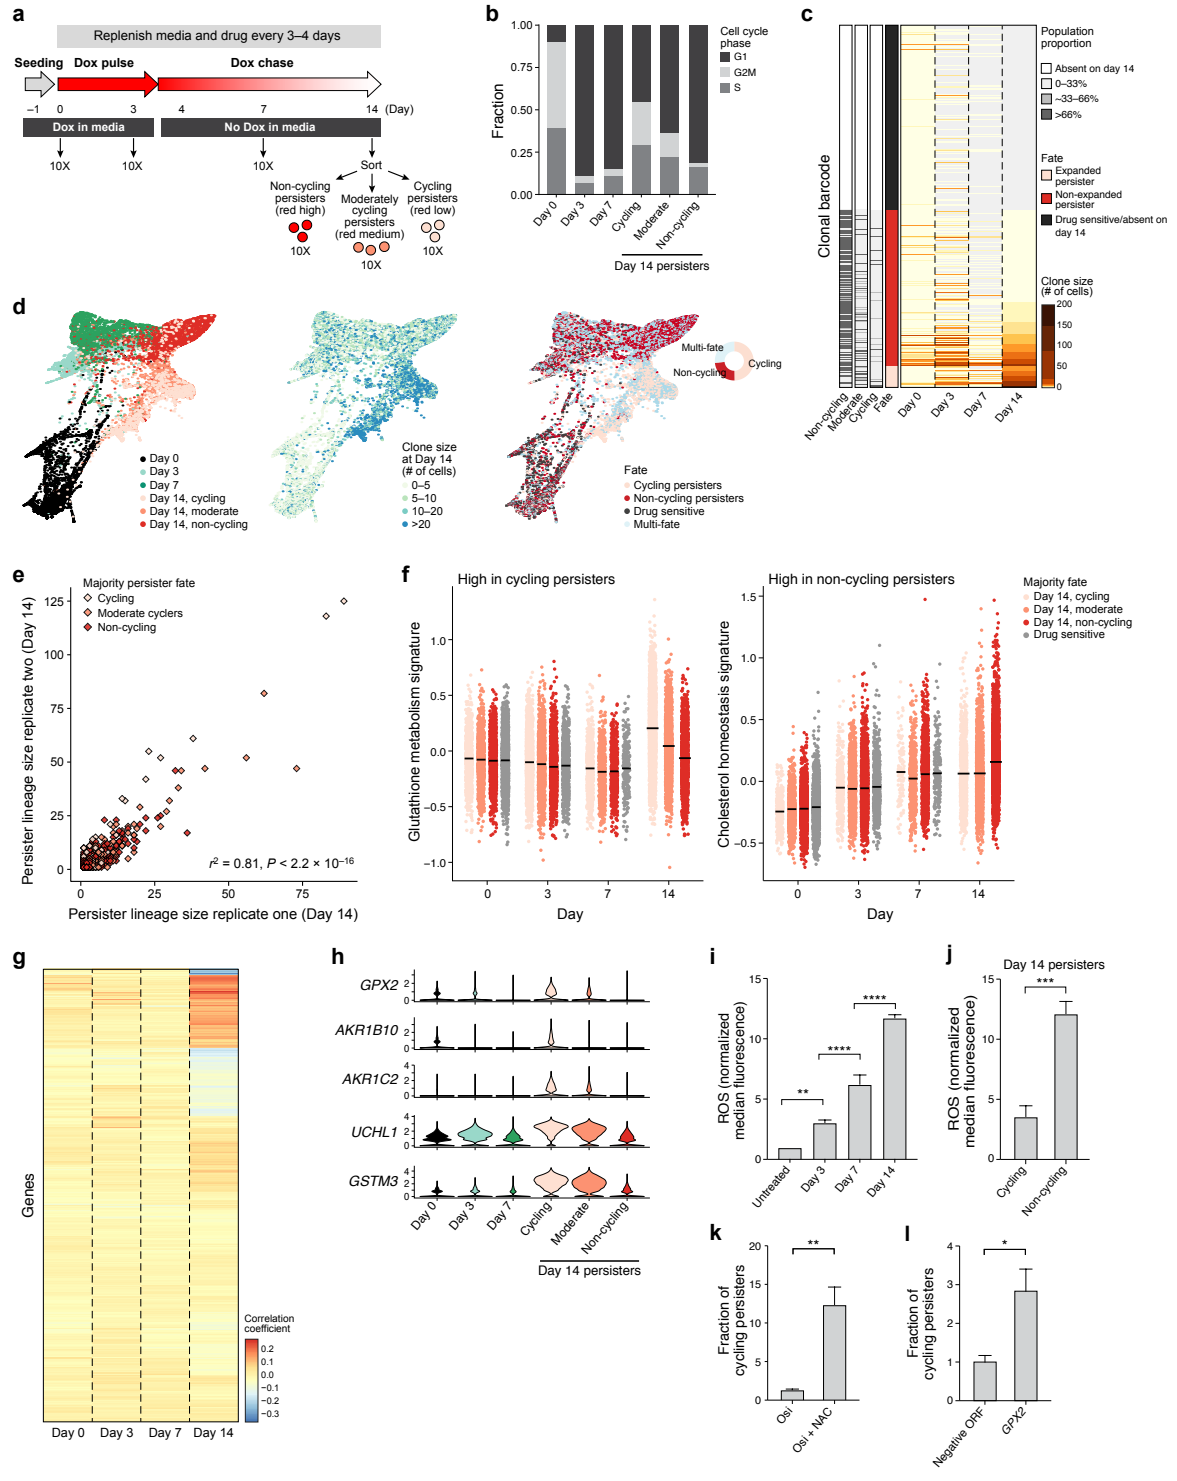 a
Replenish media and drug every 3–4 days
Seeding
Dox pulse
Dox chase
−1 0 3 4 7 14 (Day)
Dox in media
No Dox in media
10X 10X 10X Sort
Non-cycling
persisters
(red high)
10X
Moderately
cycling
persisters
(red medium)
10X
Cycling
persisters
(red low)
10X
b
Fraction
1.00
0.75
0.50
0.25
0.00
Day 0
Day 3
Day 7
Cycling
Moderate
Non-cycling
Day 14 persisters
Cell cycle
phase
G1
G2M
S
c
Clonal barcode
Non-cycling
Moderate
Cycling
Fate
Day 0
Day 3
Day 7
Day 14
Population
proportion
Absent on day 14
0–33%
~33–66%
>66%
Fate
Expanded
persister
Non-expanded
persister
Drug sensitive/absent on
day 14
Clone size
(# of cells)
200
150
100
50
0
d
Day 0
Day 3
Day 7
Day 14, cycling
Day 14, moderate
Day 14, non-cycling
Clone size
at Day 14
(# of cells)
0–5
5–10
10–20
>20
Multi-fate
Cycling
Non-cycling
Fate
Cycling persisters
Non-cycling persisters
Drug sensitive
Multi-fate
e
Majority persister fate
Cycling
Moderate cyclers
Non-cycling
Persister lineage size replicate two (Day 14)
125
100
75
50
25
0
r² = 0.81, P < 2.2 × 10⁻¹⁶
0 25 50 75
Persister lineage size replicate one (Day 14)
f
High in cycling persisters
Glutathione metabolism signature
1.0
0.5
0.0
−0.5
−1.0
0 3 7 14
Day
High in non-cycling persisters
Cholesterol homeostasis signature
1.5
1.0
0.5
0.0
−0.5
0 3 7 14
Day
Majority fate
Day 14, cycling
Day 14, moderate
Day 14, non-cycling
Drug sensitive
g
Genes
Day 0 Day 3 Day 7 Day 14
Correlation
coefficient
0.2
0.1
0.0
−0.1
−0.2
−0.3
h
GPX2
2
0
AKR1B10
2
0
AKR1C2
4
2
0
UCHL1
4
2
0
GSTM3
4
2
0
Day 0
Day 3
Day 7
Cycling
Moderate
Non-cycling
Day 14 persisters
i
ROS (normalized
median fluorescence)
15
10
5
0
**
****
****
Untreated
Day 3
Day 7
Day 14
j
Day 14 persisters
ROS (normalized
median fluorescence)
15
10
5
0
***
Cycling
Non-cycling
k
Fraction of
cycling persisters
20
15
10
5
0
**
Osi
Osi + NAC
l
Fraction of
cycling persisters
4
3
2
1
0
*
Negative ORF
GPX2